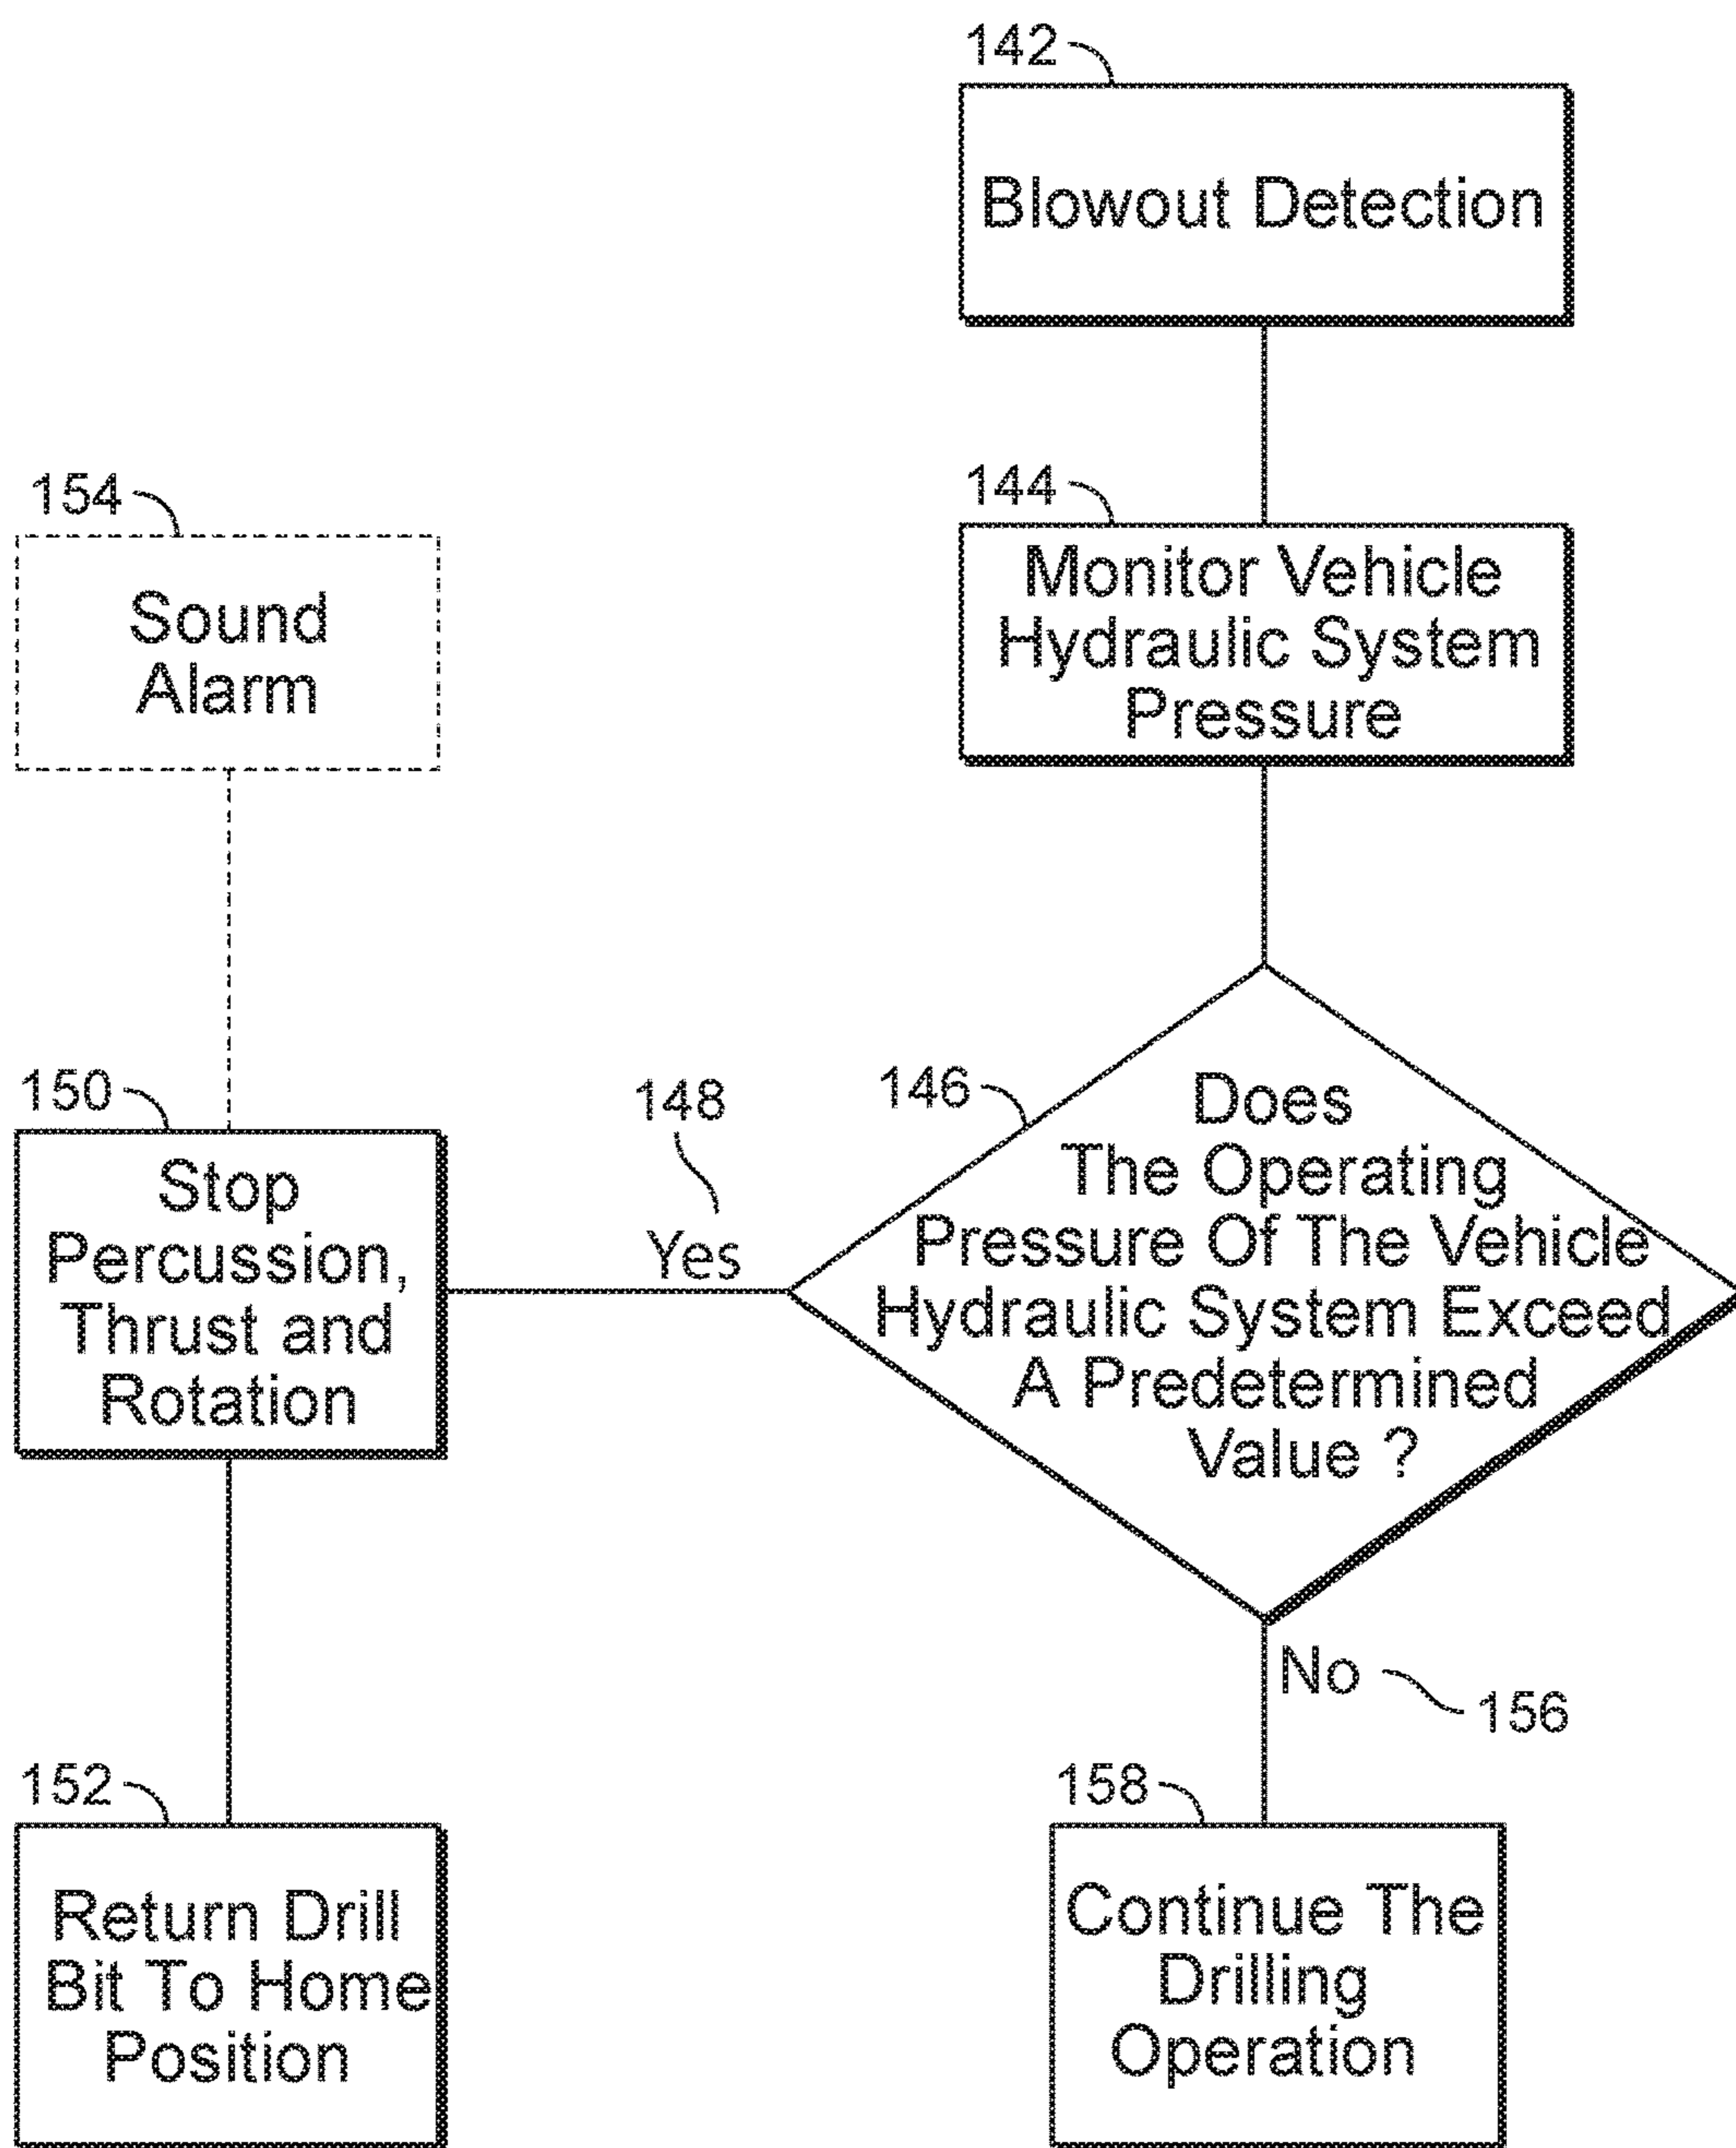 142
Blowout Detection
144
Monitor Vehicle
Hydraulic System
Pressure
154
Sound
Alarm
146
Does
The Operating
Pressure Of The Vehicle
Hydraulic System Exceed
A Predetermined
Value ?
148
Yes
150
Stop
Percussion,
Thrust and
Rotation
No
156
152
Return Drill
Bit To Home
Position
158
Continue The
Drilling
Operation